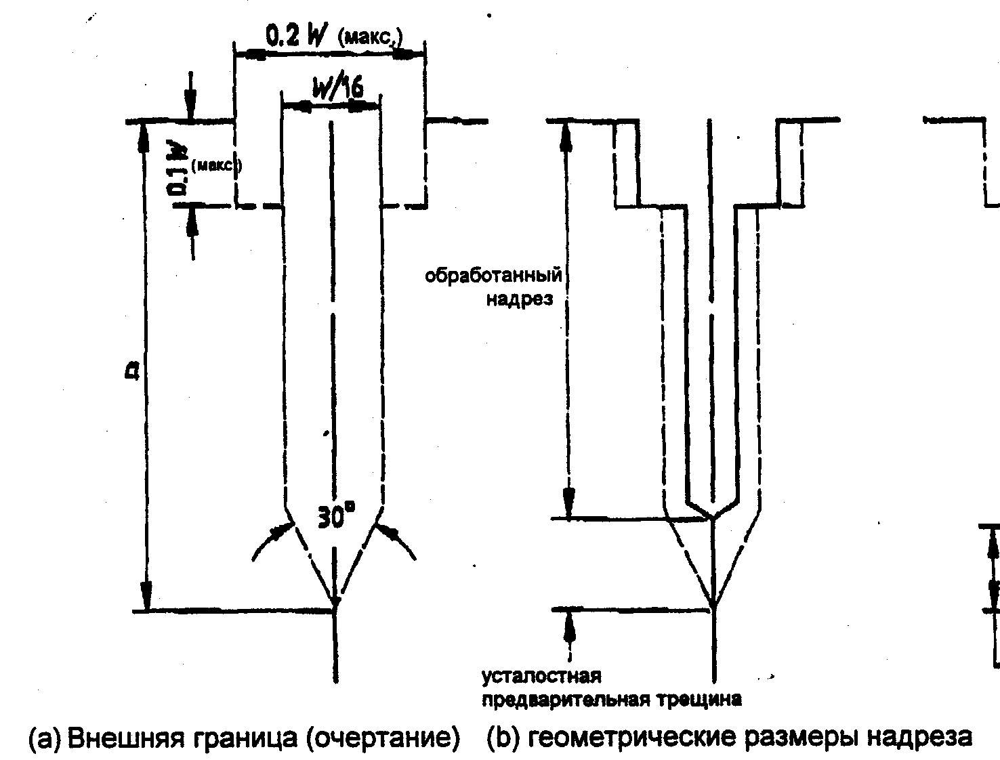 0.2 W (макс.)
W/16
0.1 W
(макс.)
обработанный
надрез
30°
усталостная
предварительная трещина
(a) Внешняя граница (очертание)
(b) геометрические размеры надреза